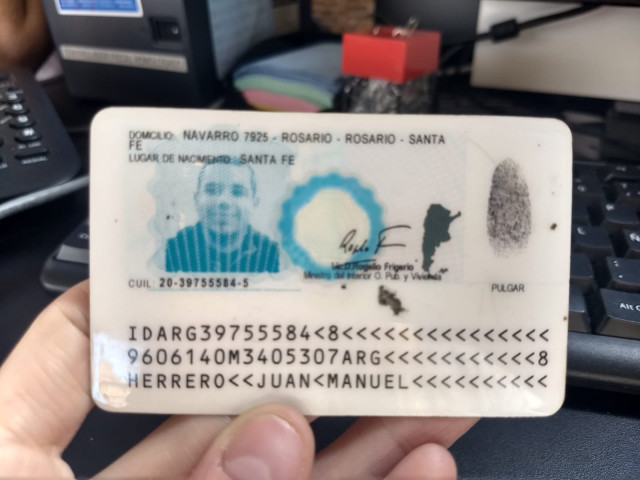 DOMICILIO: NAVARRO 7925 - ROSARIO - ROSARIO - SANTA
FE
LUGAR DE NACIMIENTO: SANTA FE
Lic. Rogelio Frigerio
Ministro del Interior O. Pub. y Vivienda
CUIL: 20-39755584-5
PULGAR
IDARG39755584<8<<<<<<<<<<<<<<<
9606140M3405307ARG<<<<<<<<<<<8
HERRERO<<JUAN<MANUEL<<<<<<<<<<